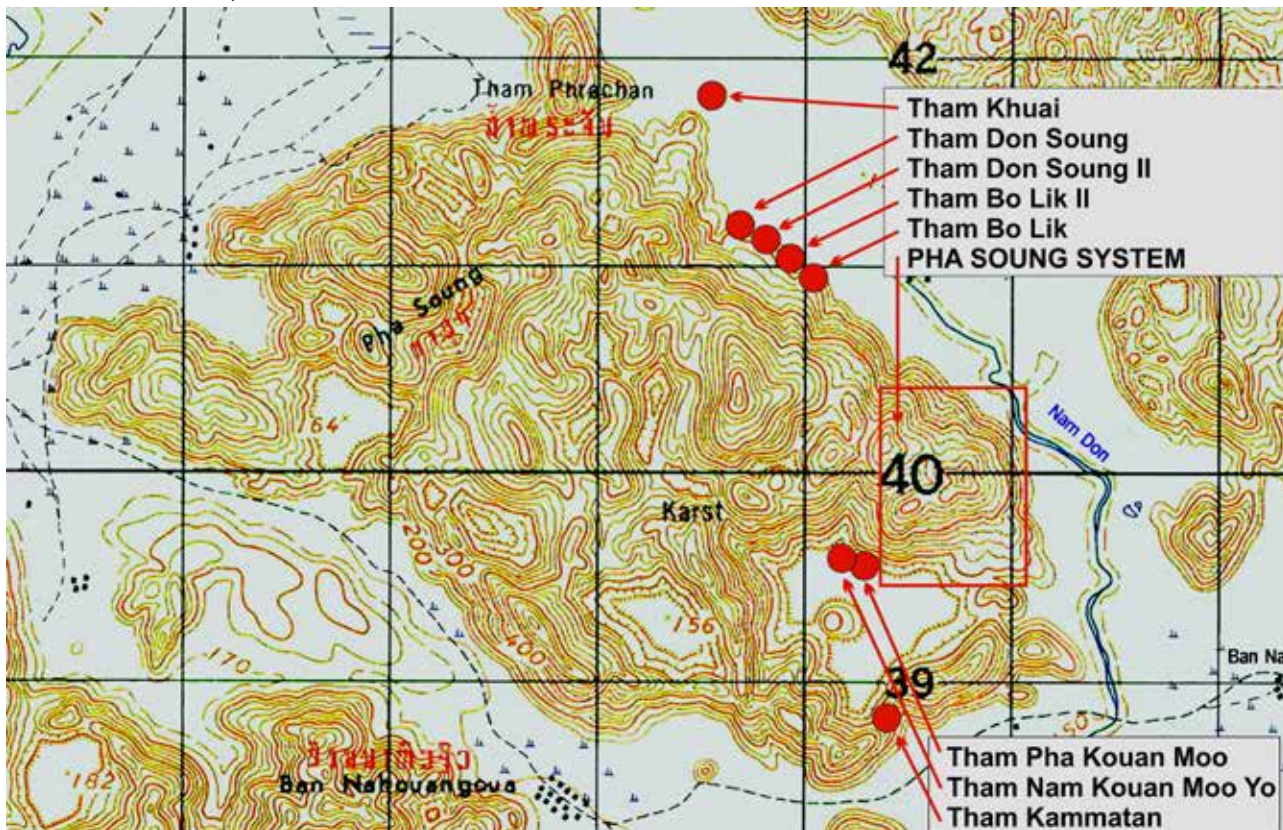 42
Tham Phrachan
Tham Khuai
Tham Don Soung
Tham Don Soung II
Tham Bo Lik II
Tham Bo Lik
PHA SOUNG SYSTEM
Pha Soung
164
Nam Don
40
Karst
200
300
400
156
170
39
Ban Na
50
182
Ban Nahouangoua
Tham Pha Kouan Moo
Tham Nam Kouan Moo Yo
Tham Kammatan